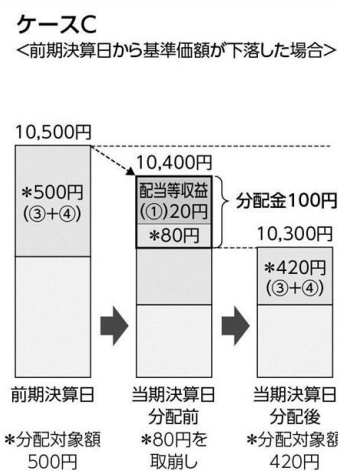 ケースC
<前期決算日から基準価額が下落した場合>
10,500円
10,400円
配当等収益
(①)20円
*80円
分配金100円
*500円
(③+④)
10,300円
*420円
(③+④)
前期決算日
当期決算日
分配前
当期決算日
分配後
*分配対象額
500円
*80円を
取崩し
*分配対象額
420円